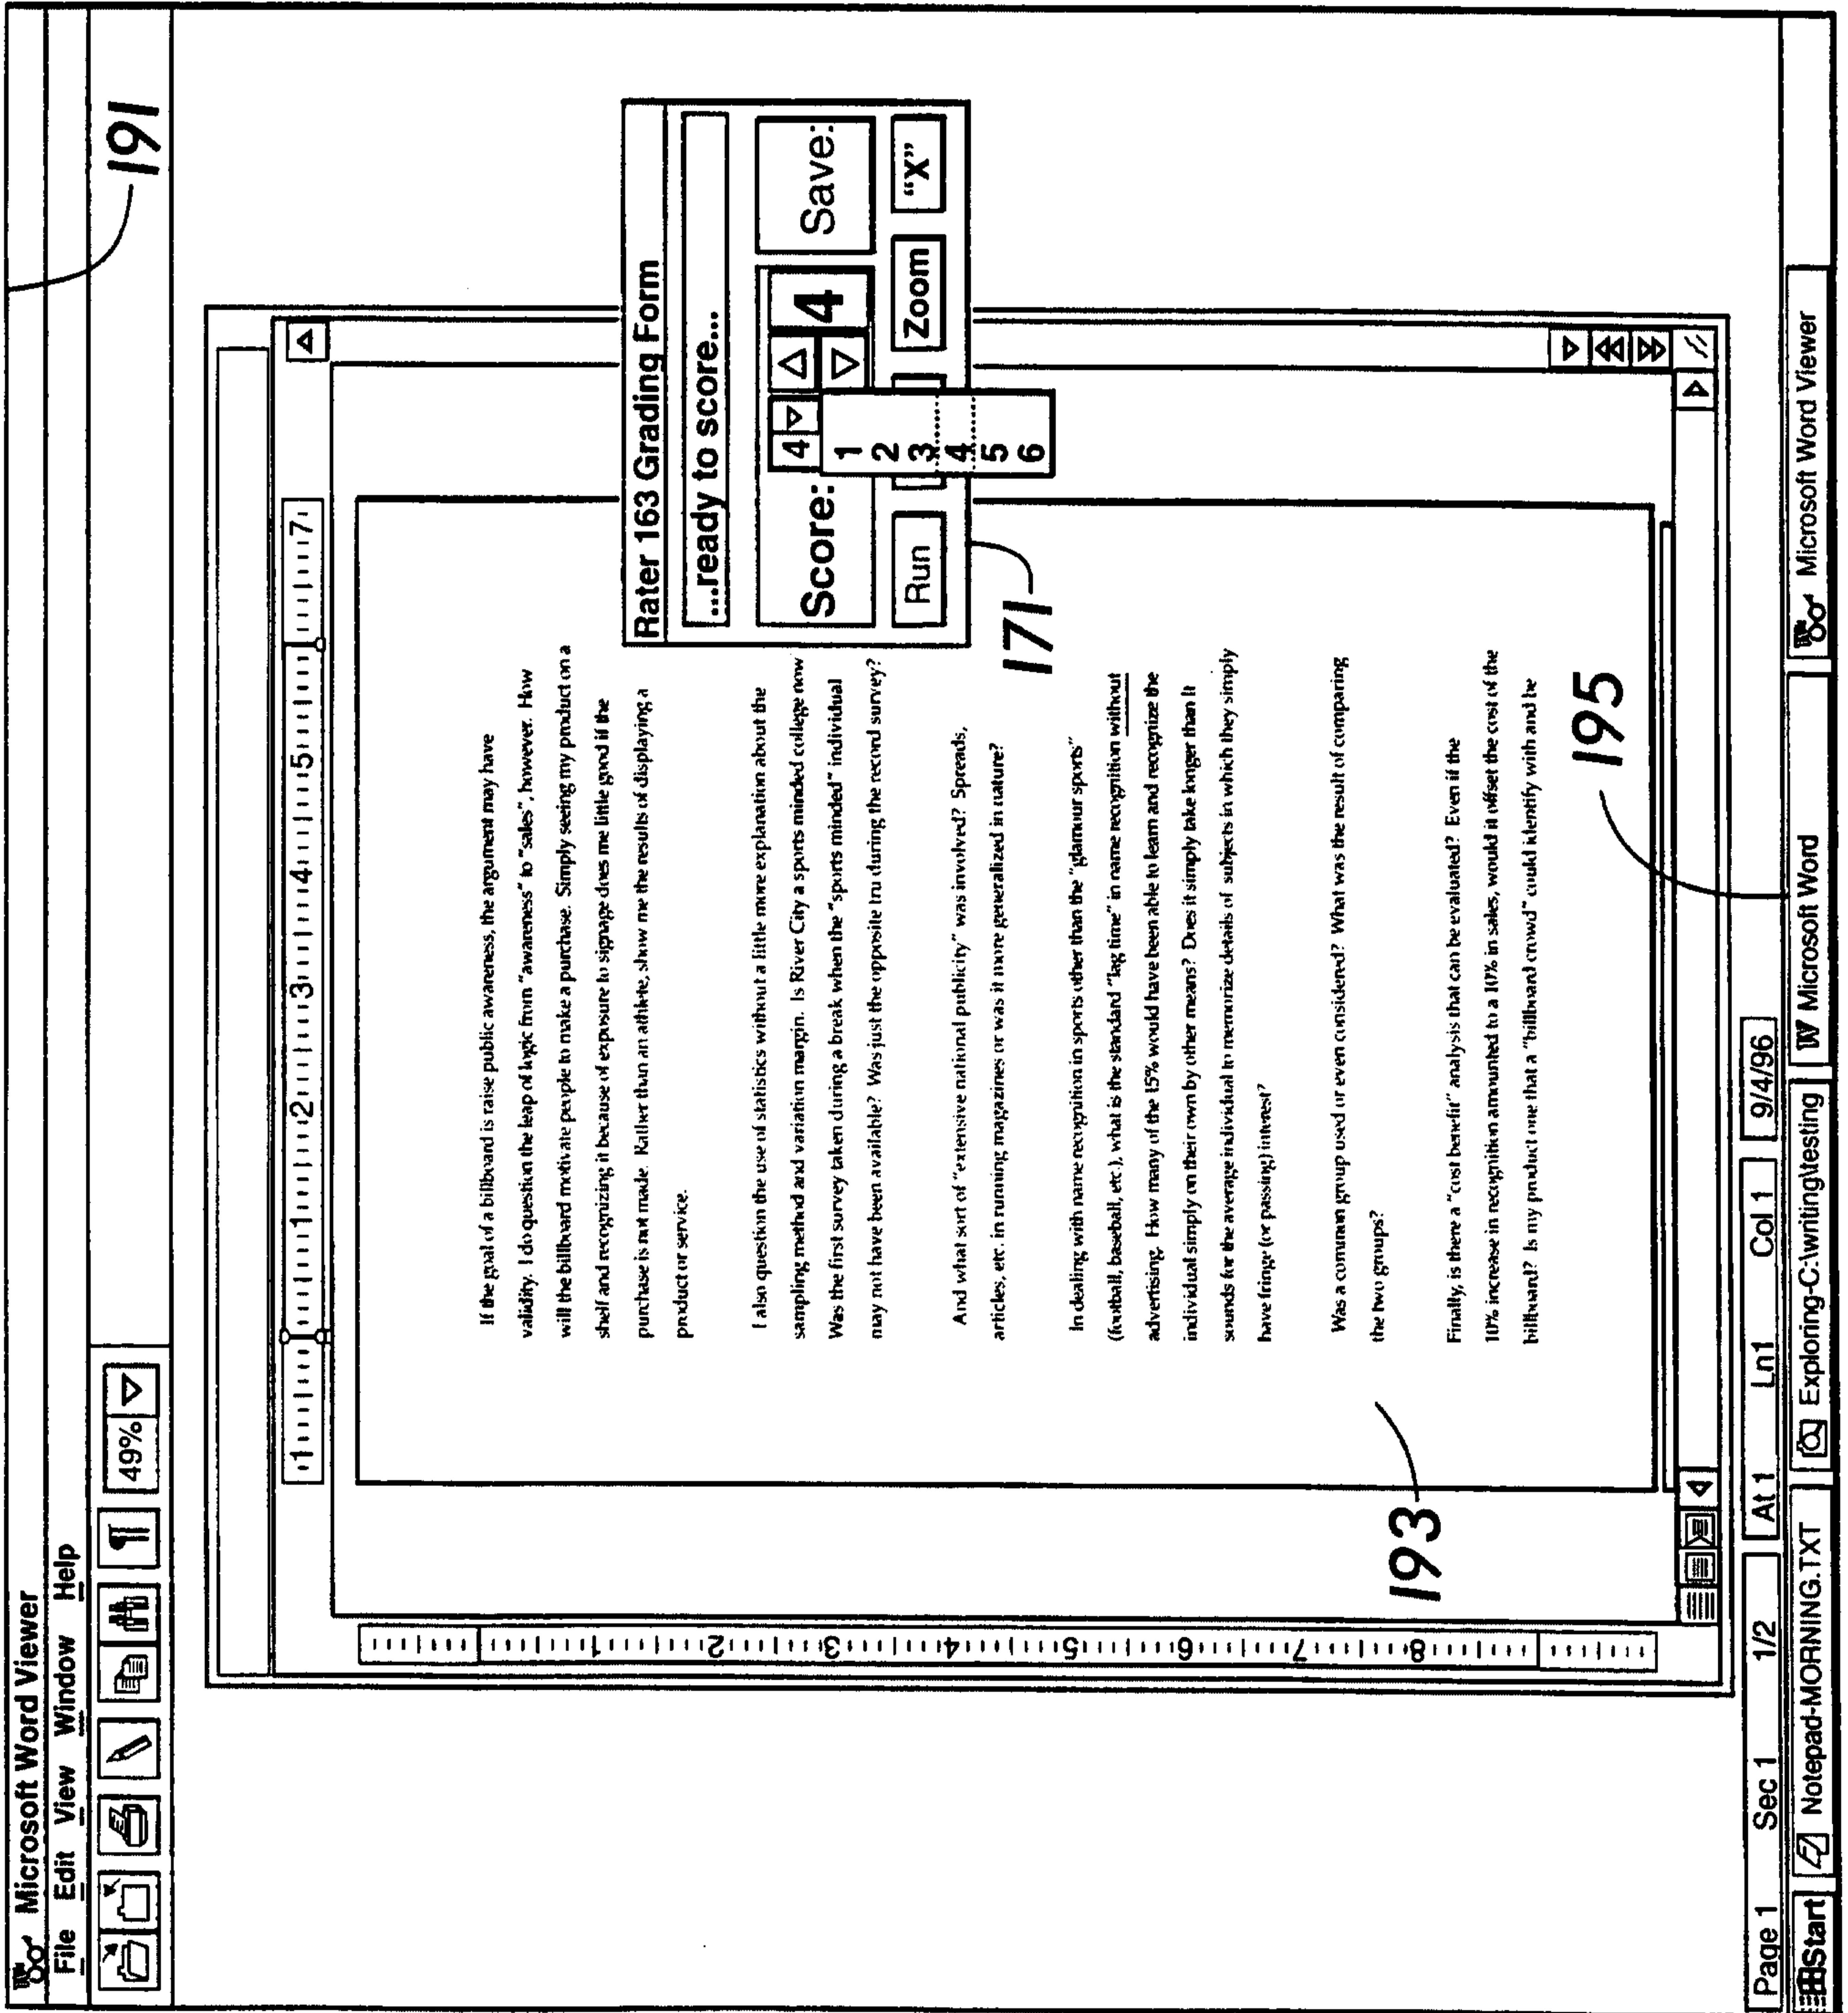 Microsoft Word Viewer
File Edit View Window Help
49%
191
1 1 2 3 4 5 7
Rater 163 Grading Form
...ready to score...
Score: 4 4 Save:
1
2
3
4
5
6
Run Zoom "X"
171
If the goal of a billboard is raise public awareness, the argument may have
validity. I do question the leap of logic from "awareness" to "sales", however. How
will the billboard motivate people to make a purchase. Simply seeing my product on a
shelf and recognizing it because of exposure to signage does me little good if the
purchase is not made. Rather than an athlete, show me the results of displaying a
product or service.
I also question the use of statistics without a little more explanation about the
sampling method and variation margin. Is River City a sports minded college now
Was the first survey taken during a break when the "sports minded" individual
may not have been available? Was just the opposite tru during the record survey?
And what sort of "extensive national publicity" was involved? Spreads,
articles, etc. in running magazines or was it more generalized in nature?
In dealing with name recognition in sports other than the "glamour sports"
(football, baseball, etc.), what is the standard "lag time" in name recognition without
advertising. How many of the 15% would have been able to learn and recognize the
individual simply on their own by other means? Does it simply take longer than it
sounds for the average individual to memorize details of subjects in which they simply
have fringe (or passing) interest?
Was a common group used or even considered? What was the result of comparing
the two groups?
Finally, is there a "cost benefit" analysis that can be evaluated? Even if the
10% increase in recognition amounted to a 10% in sales, would it offset the cost of the
billboard? Is my product one that a "billboard crowd" could identify with and be
1 2 3 4 5 6 7 8
193
195
Page 1 Sec 1 1/2 At 1 Ln1 Col 1 9/4/96
Start Notepad-MORNING.TXT Exploring-C:\writing\testing W Microsoft Word Microsoft Word Viewer